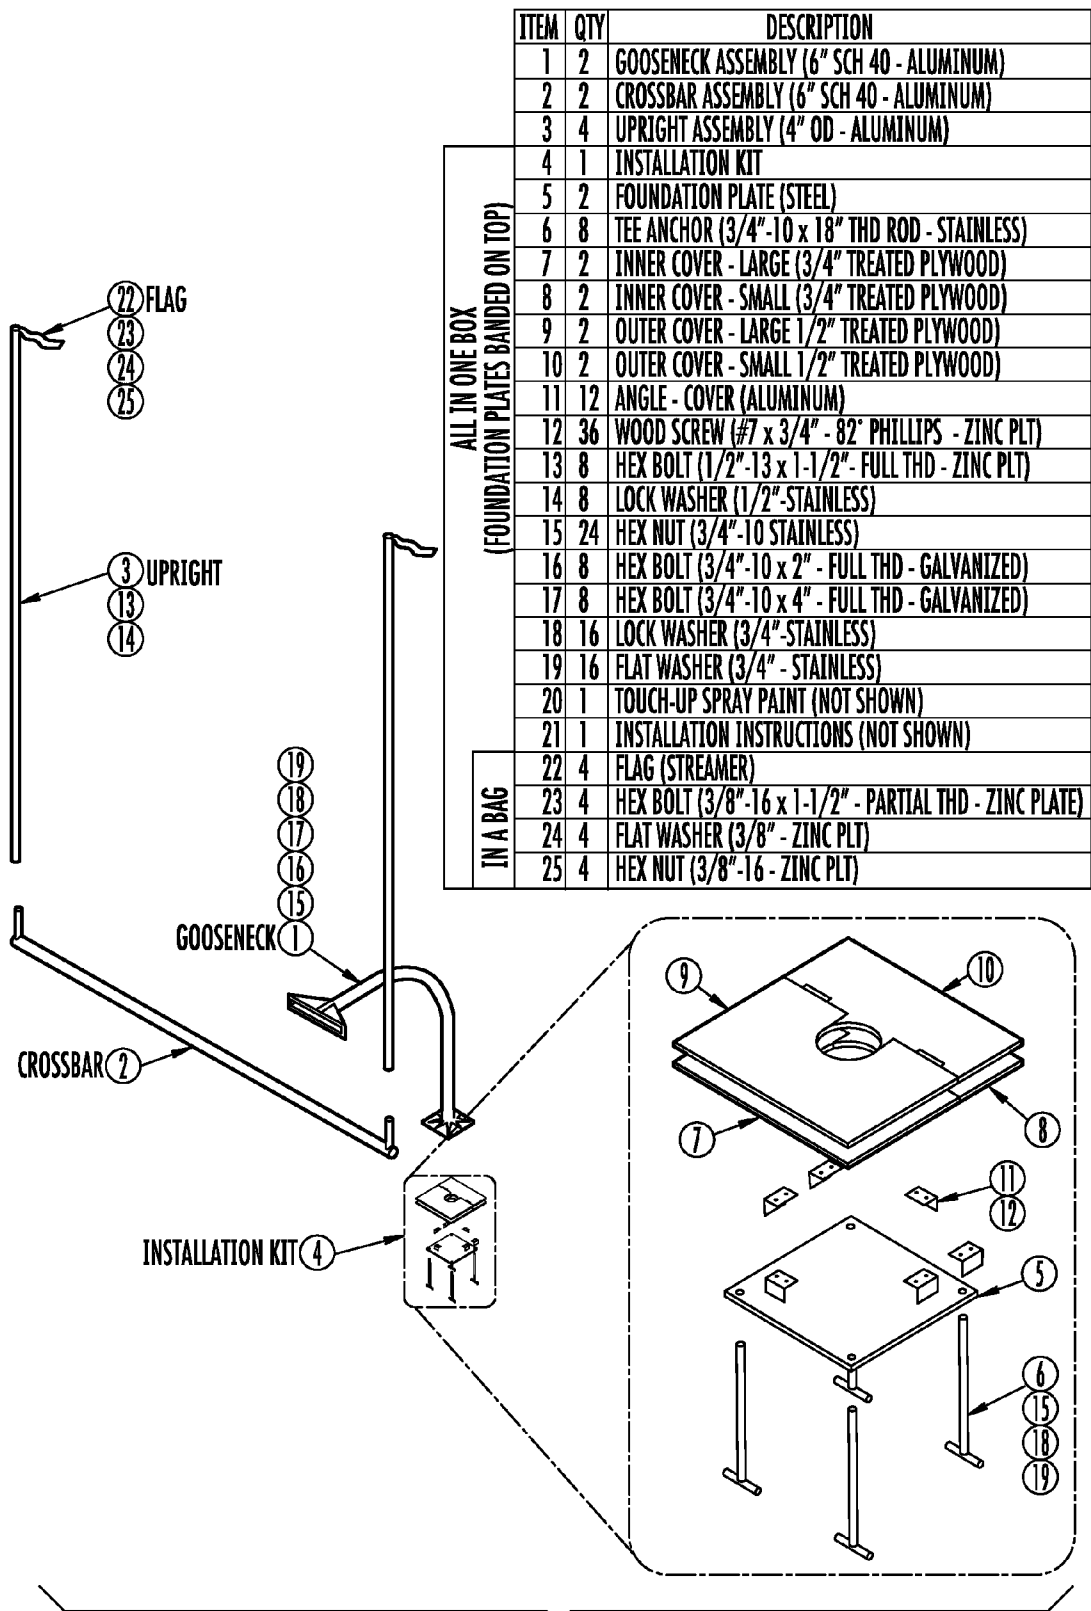 ITEM QTY DESCRIPTION
1 2 GOOSENECK ASSEMBLY (6" SCH 40 - ALUMINUM)
2 2 CROSSBAR ASSEMBLY (6" SCH 40 - ALUMINUM)
3 4 UPRIGHT ASSEMBLY (4" OD - ALUMINUM)
4 1 INSTALLATION KIT
5 2 FOUNDATION PLATE (STEEL)
6 8 TEE ANCHOR (3/4"-10 x 18" THD ROD - STAINLESS)
7 2 INNER COVER - LARGE (3/4" TREATED PLYWOOD)
8 2 INNER COVER - SMALL (3/4" TREATED PLYWOOD)
9 2 OUTER COVER - LARGE 1/2" TREATED PLYWOOD)
10 2 OUTER COVER - SMALL 1/2" TREATED PLYWOOD)
11 12 ANGLE - COVER (ALUMINUM)
12 36 WOOD SCREW (#7 x 3/4" - 82° PHILLIPS - ZINC PLT)
13 8 HEX BOLT (1/2"-13 x 1-1/2"- FULL THD - ZINC PLT)
14 8 LOCK WASHER (1/2"-STAINLESS)
15 24 HEX NUT (3/4"-10 STAINLESS)
16 8 HEX BOLT (3/4"-10 x 2" - FULL THD - GALVANIZED)
17 8 HEX BOLT (3/4"-10 x 4" - FULL THD - GALVANIZED)
18 16 LOCK WASHER (3/4"-STAINLESS)
19 16 FLAT WASHER (3/4" - STAINLESS)
20 1 TOUCH-UP SPRAY PAINT (NOT SHOWN)
21 1 INSTALLATION INSTRUCTIONS (NOT SHOWN)
22 4 FLAG (STREAMER)
23 4 HEX BOLT (3/8"-16 x 1-1/2" - PARTIAL THD - ZINC PLATE)
24 4 FLAT WASHER (3/8" - ZINC PLT)
25 4 HEX NUT (3/8"-16 - ZINC PLT)
ALL IN ONE BOX
(FOUNDATION PLATES BANDED ON TOP)
IN A BAG
22 FLAG
23
24
25
3 UPRIGHT
13
14
19
18
17
16
15
GOOSENECK 1
CROSSBAR 2
INSTALLATION KIT 4
9
10
7
8
11
12
5
6
15
18
19